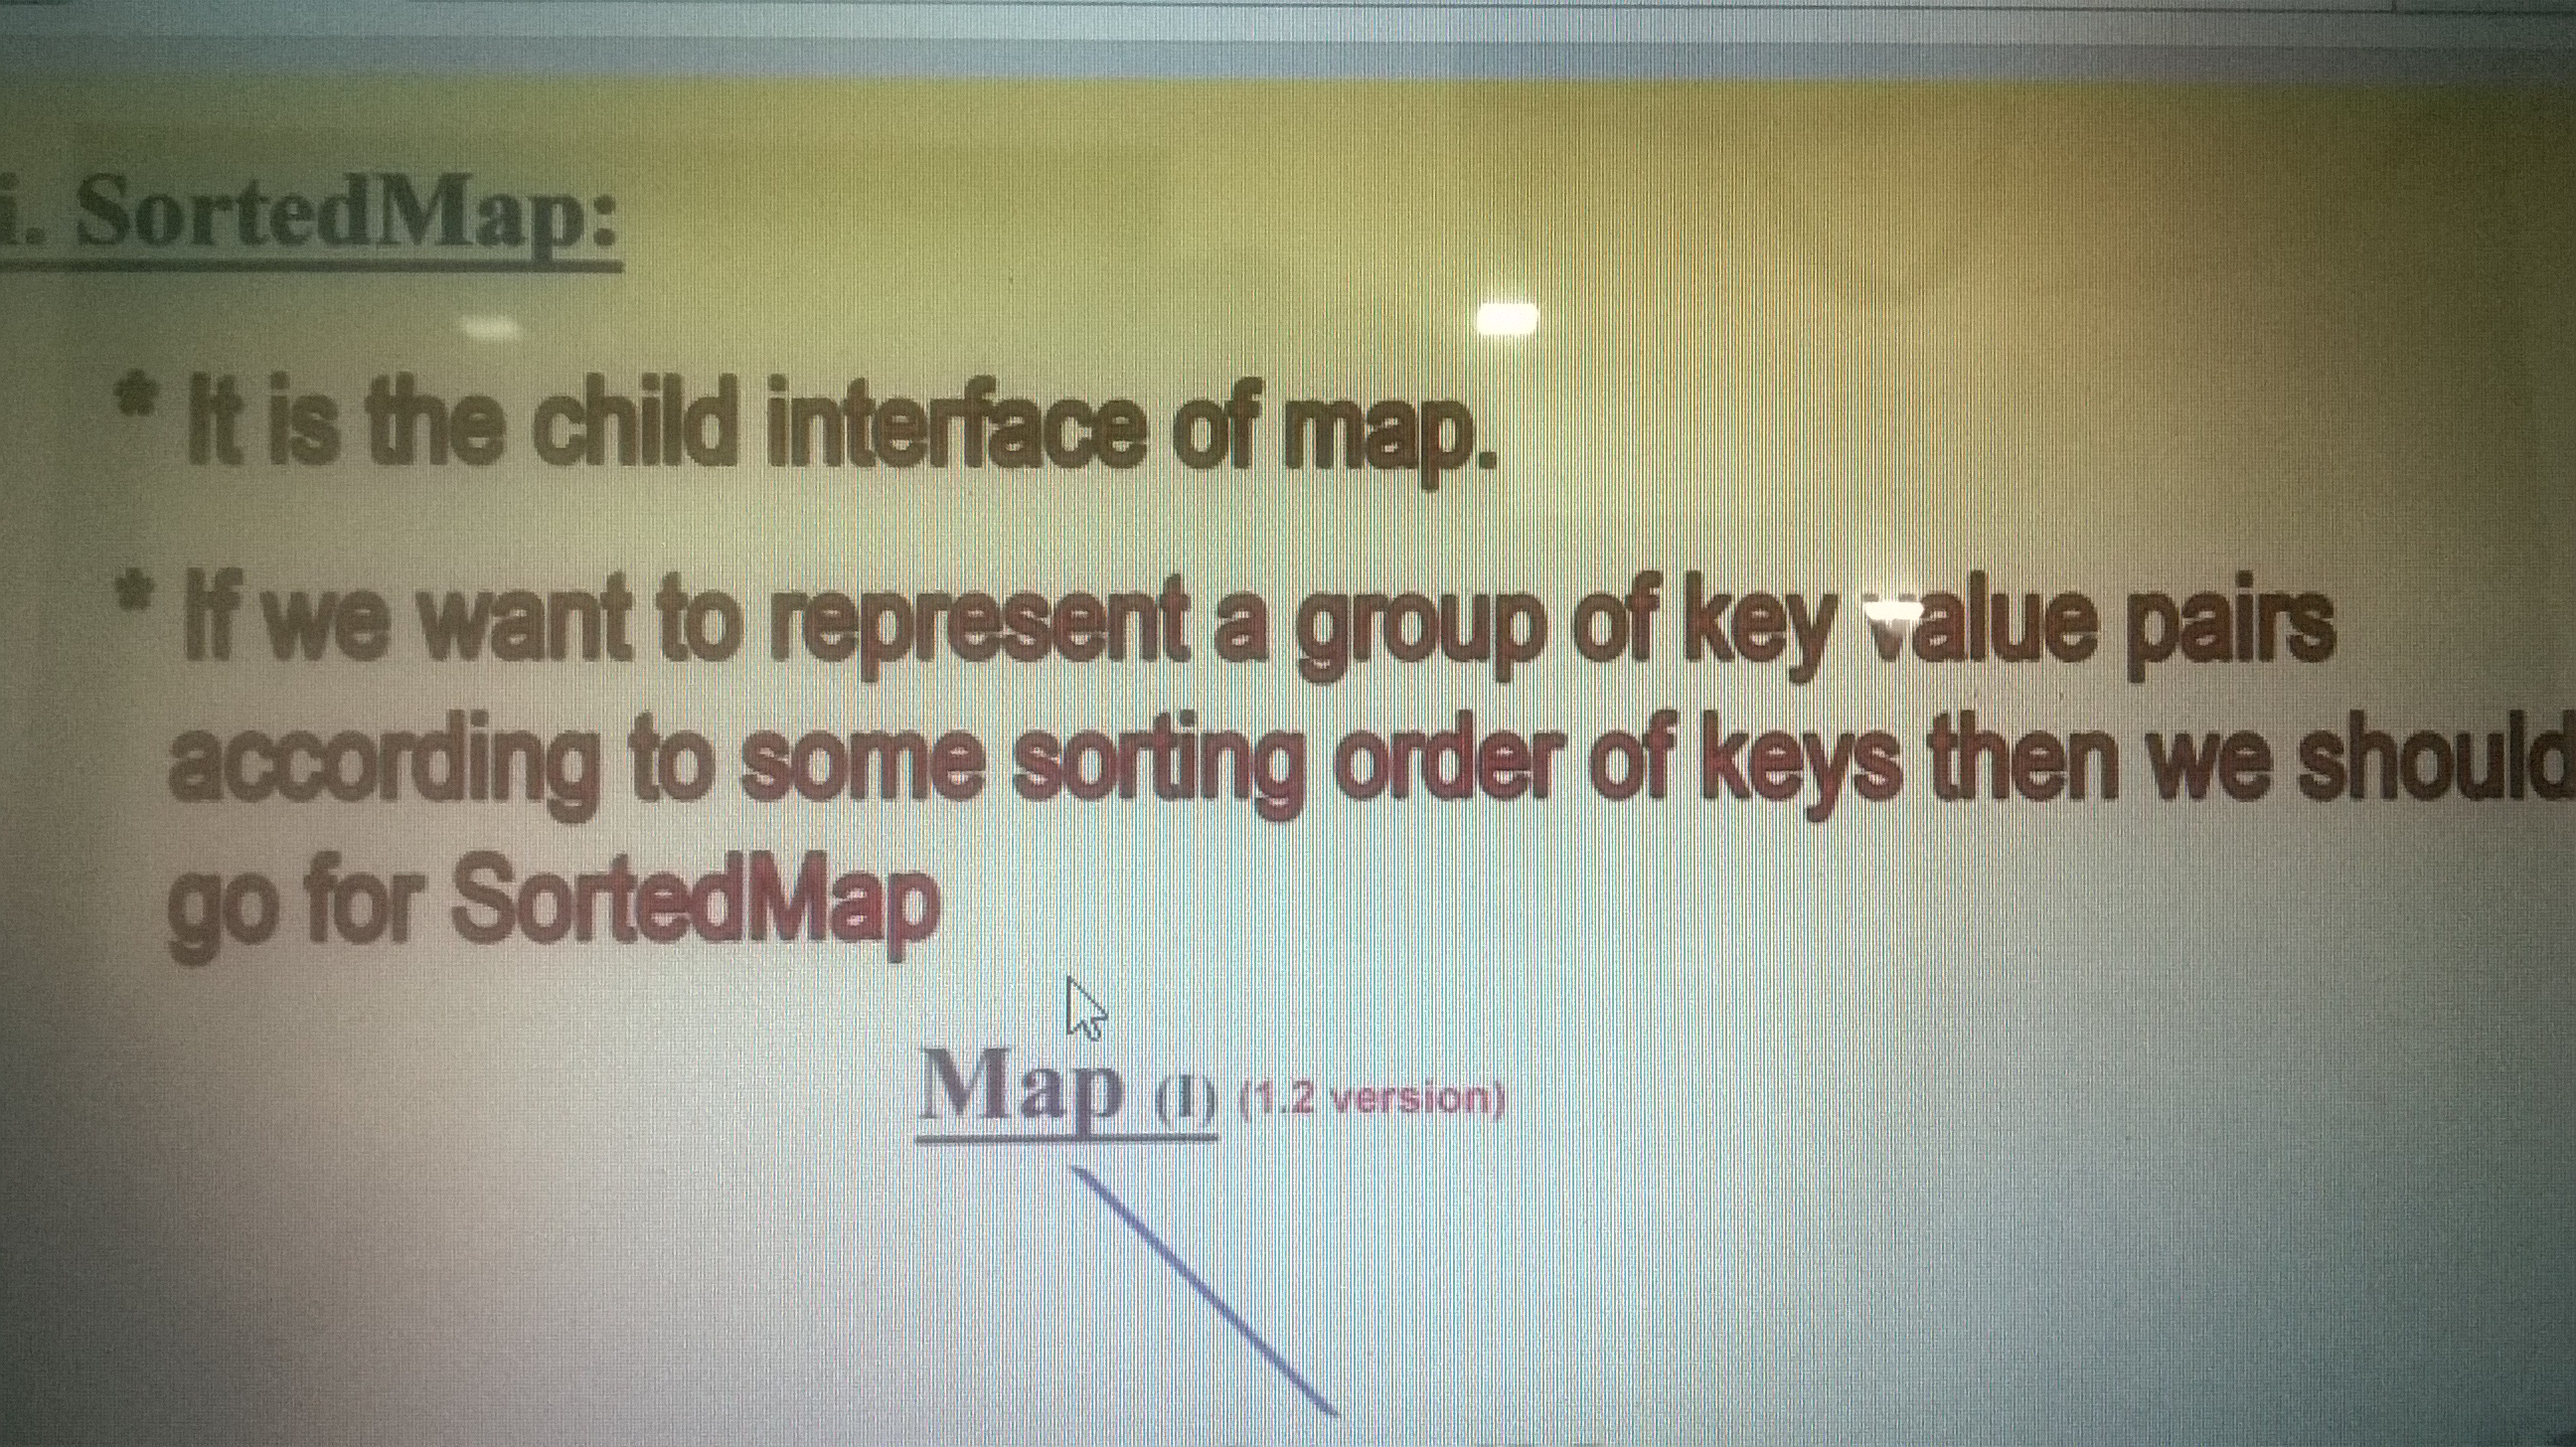 i. SortedMap:
* It is the child interface of map.
* If we want to represent a group of key value pairs
according to some sorting order of keys then we should
go for SortedMap
Map (I) (1.2 version)